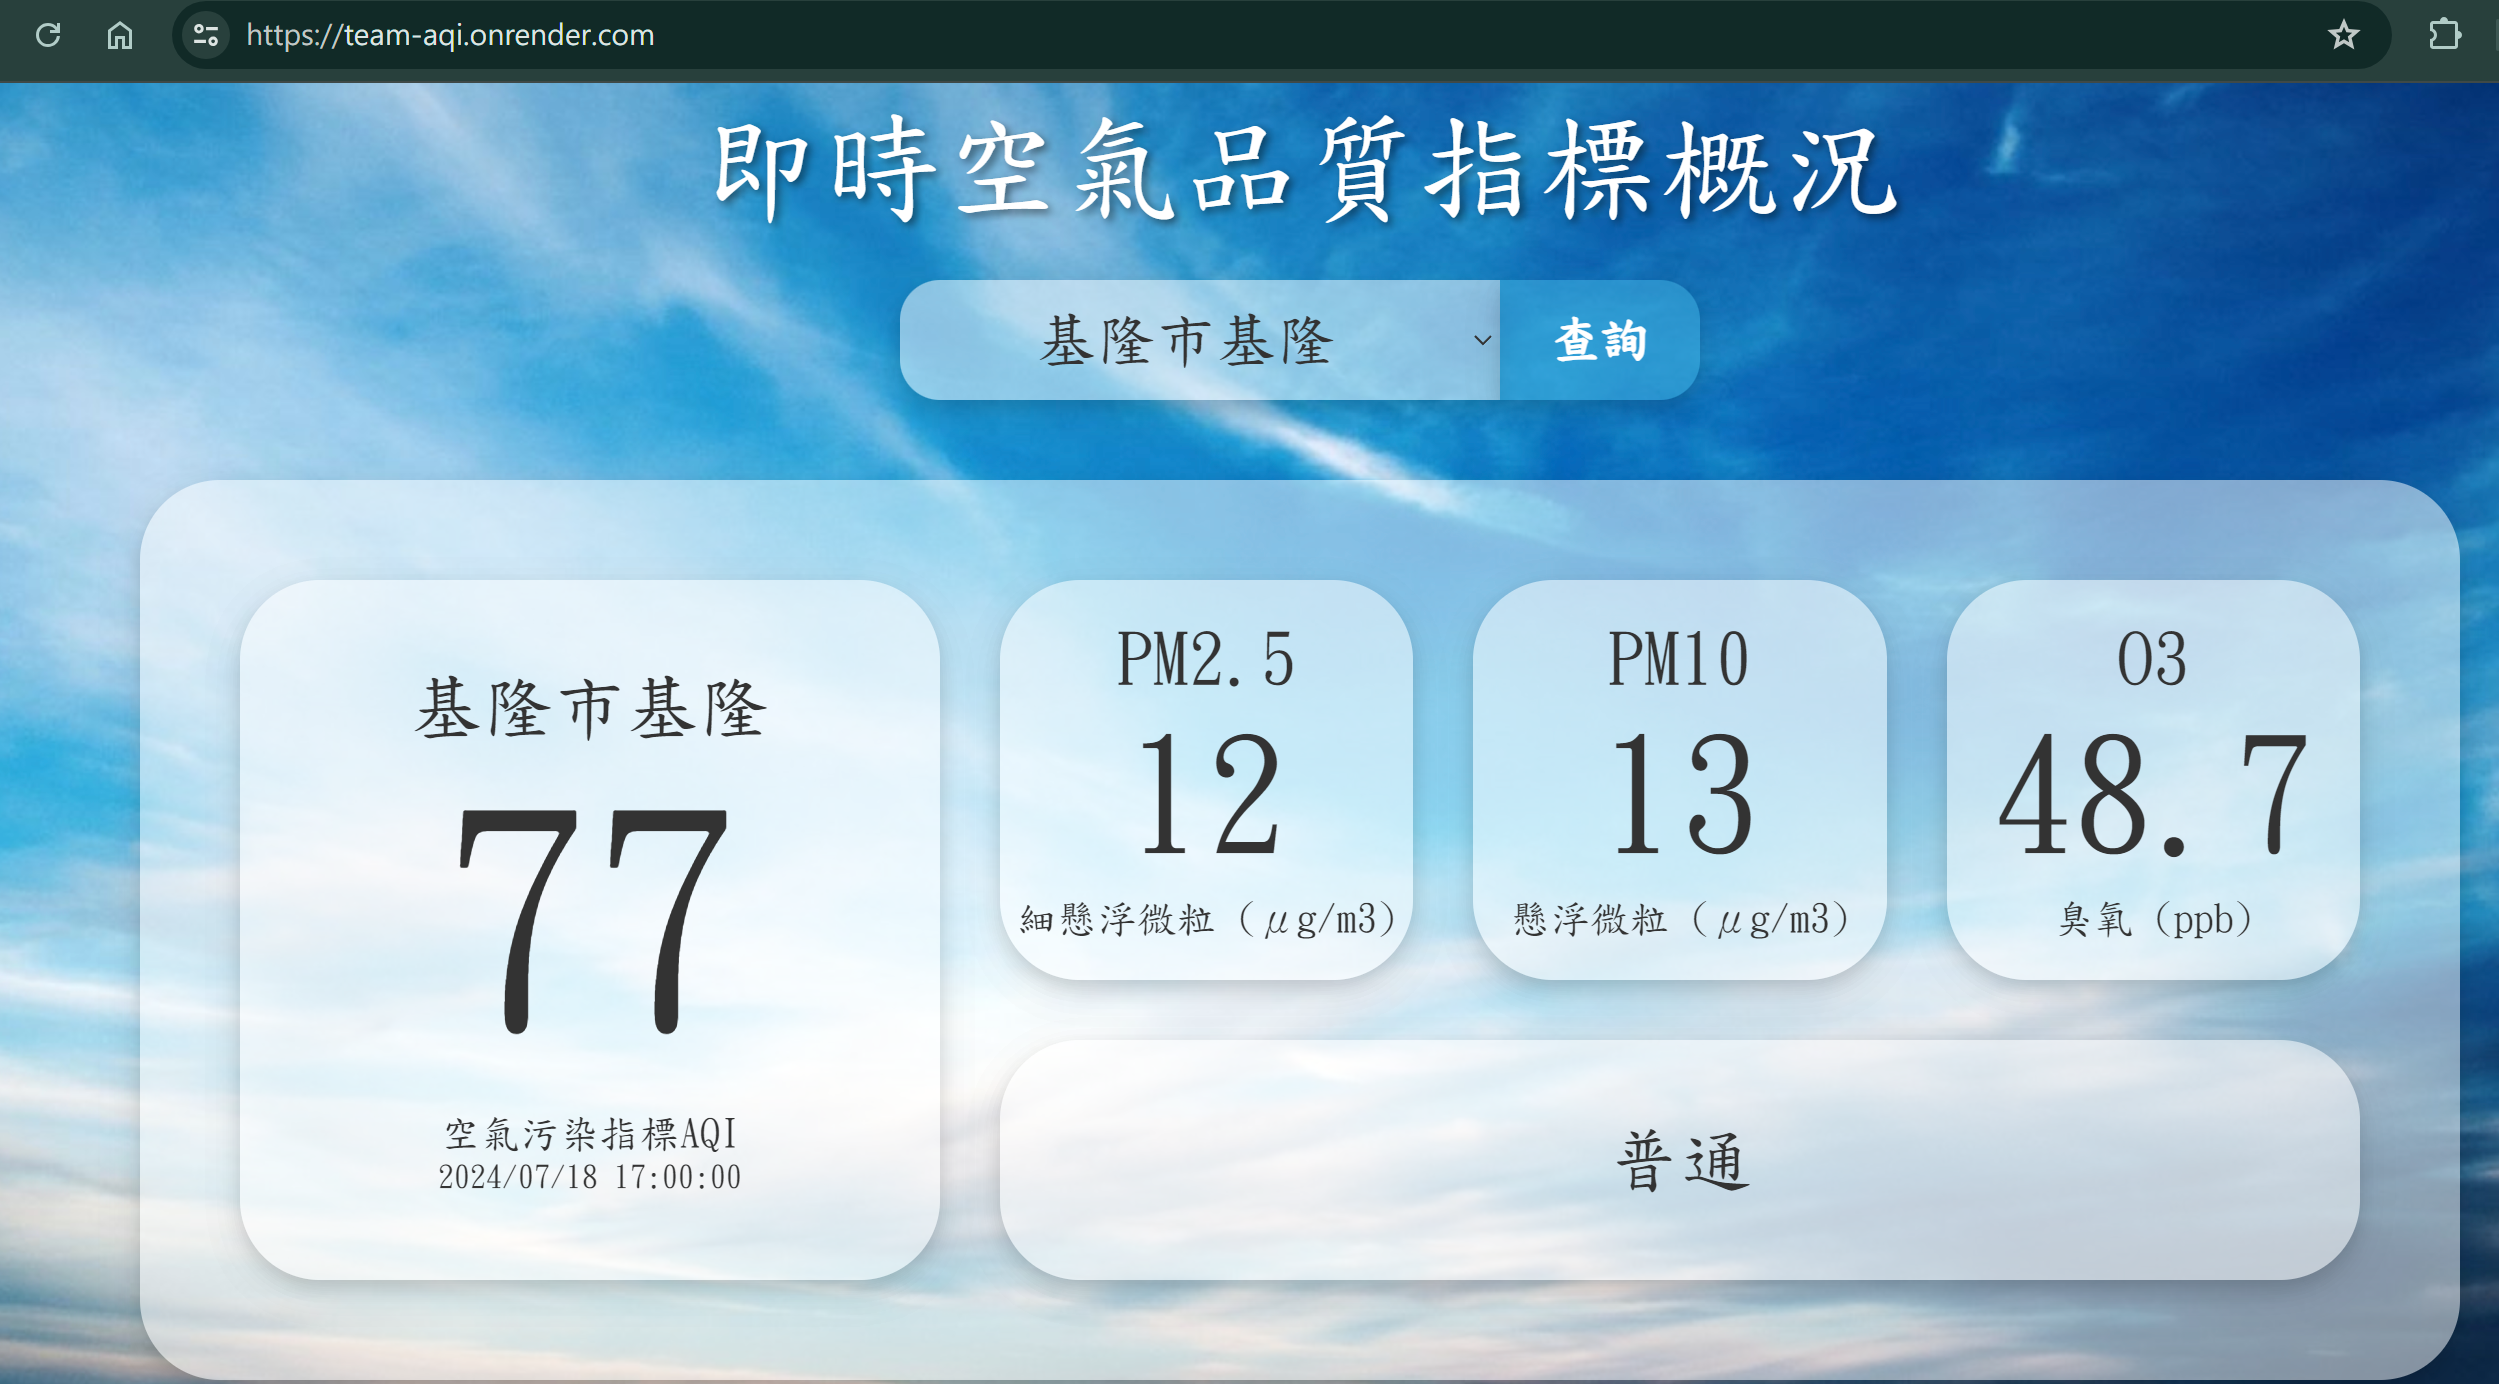 https://team-aqi.onrender.com
即時空氣品質指標概況
基隆市基隆
查詢
基隆市基隆
77
空氣污染指標AQI
2024/07/18 17:00:00
PM2.5
12
細懸浮微粒（μg/m3）
PM10
13
懸浮微粒（μg/m3）
O3
48.7
臭氧（ppb）
普通